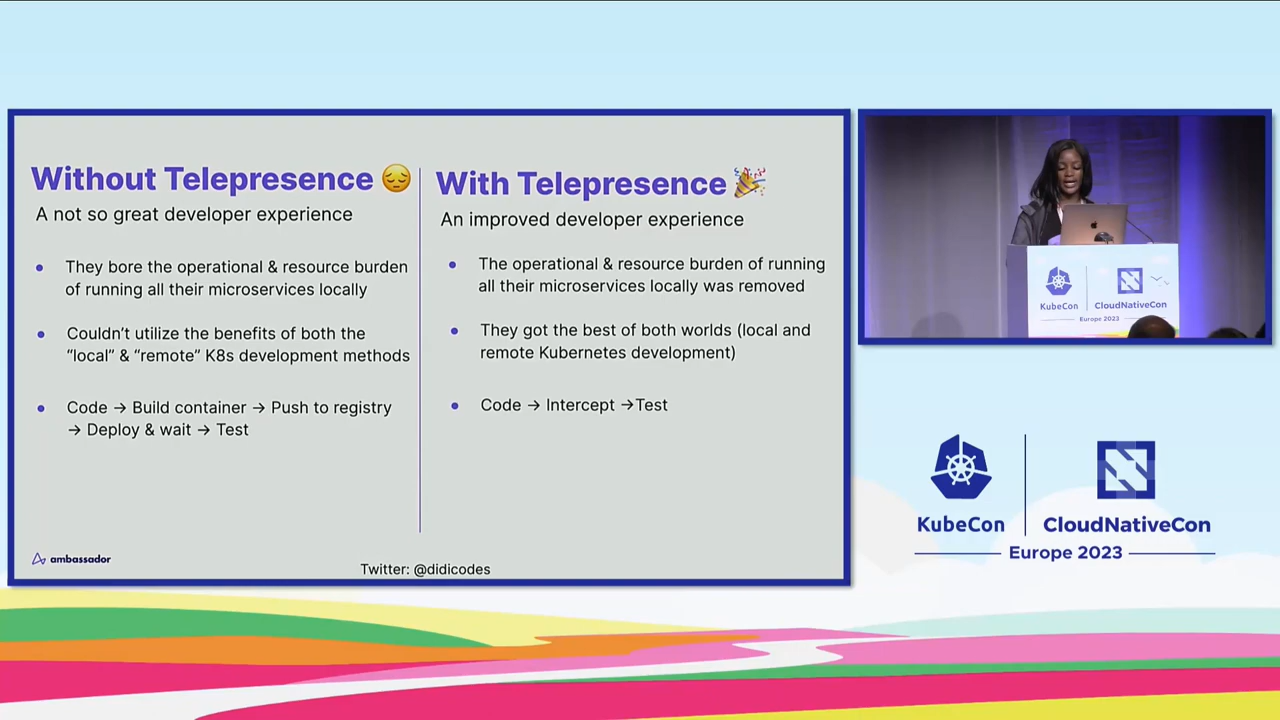 Without Telepresence 😔
A not so great developer experience
● They bore the operational & resource burden
of running all their microservices locally
● Couldn’t utilize the benefits of both the
“local” & “remote” K8s development methods
● Code → Build container → Push to registry
→ Deploy & wait → Test
With Telepresence 🎉
An improved developer experience
● The operational & resource burden of running
all their microservices locally was removed
● They got the best of both worlds (local and
remote Kubernetes development)
● Code → Intercept →Test
ambassador
Twitter: @didicodes
KubeCon
CloudNativeCon
Europe 2023
KubeCon
CloudNativeCon
Europe 2023